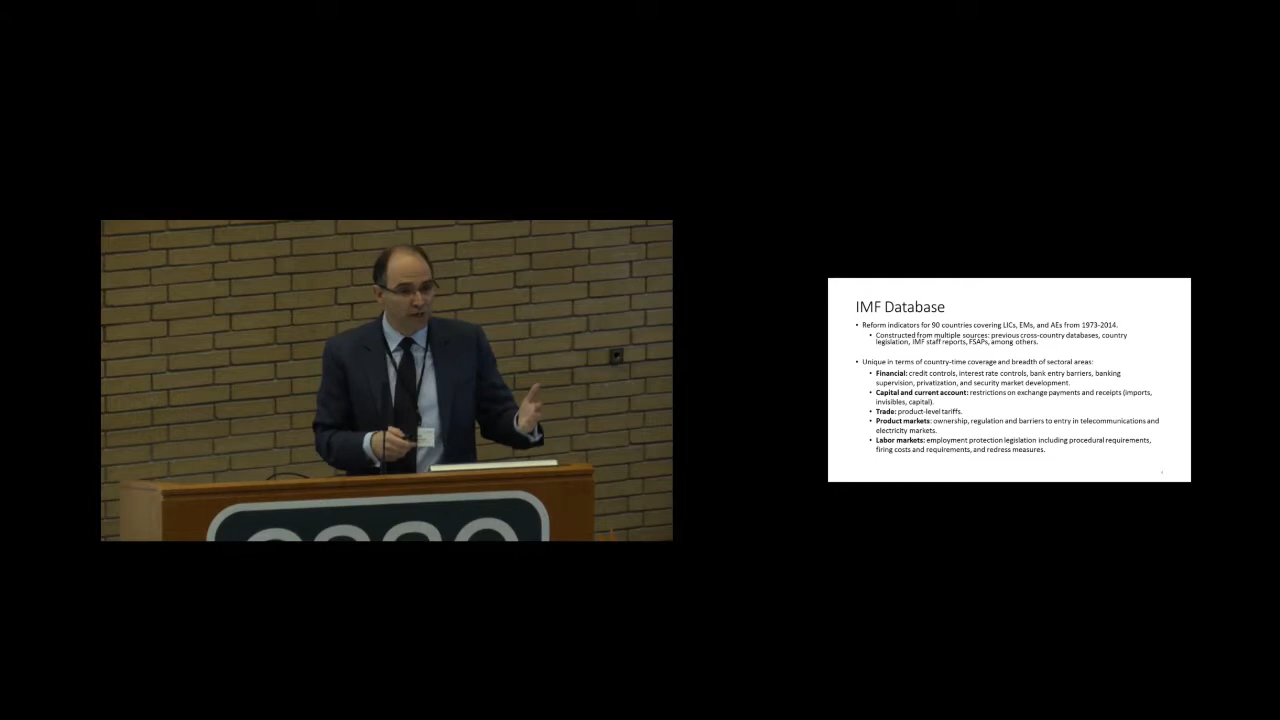 IMF Database
• Reform indicators for 90 countries covering LICs, EMs, and AEs from 1973-2014.
• Constructed from multiple sources: previous cross-country databases, country
legislation, IMF staff reports, FSAPs, among others.
• Unique in terms of country-time coverage and breadth of sectoral areas:
• Financial: credit controls, interest rate controls, bank entry barriers, banking
supervision, privatization, and security market development.
• Capital and current account: restrictions on exchange payments and receipts (imports,
invisibles, capital).
• Trade: product-level tariffs.
• Product markets: ownership, regulation and barriers to entry in telecommunications and
electricity markets.
• Labor markets: employment protection legislation including procedural requirements,
firing costs and requirements, and redress measures.